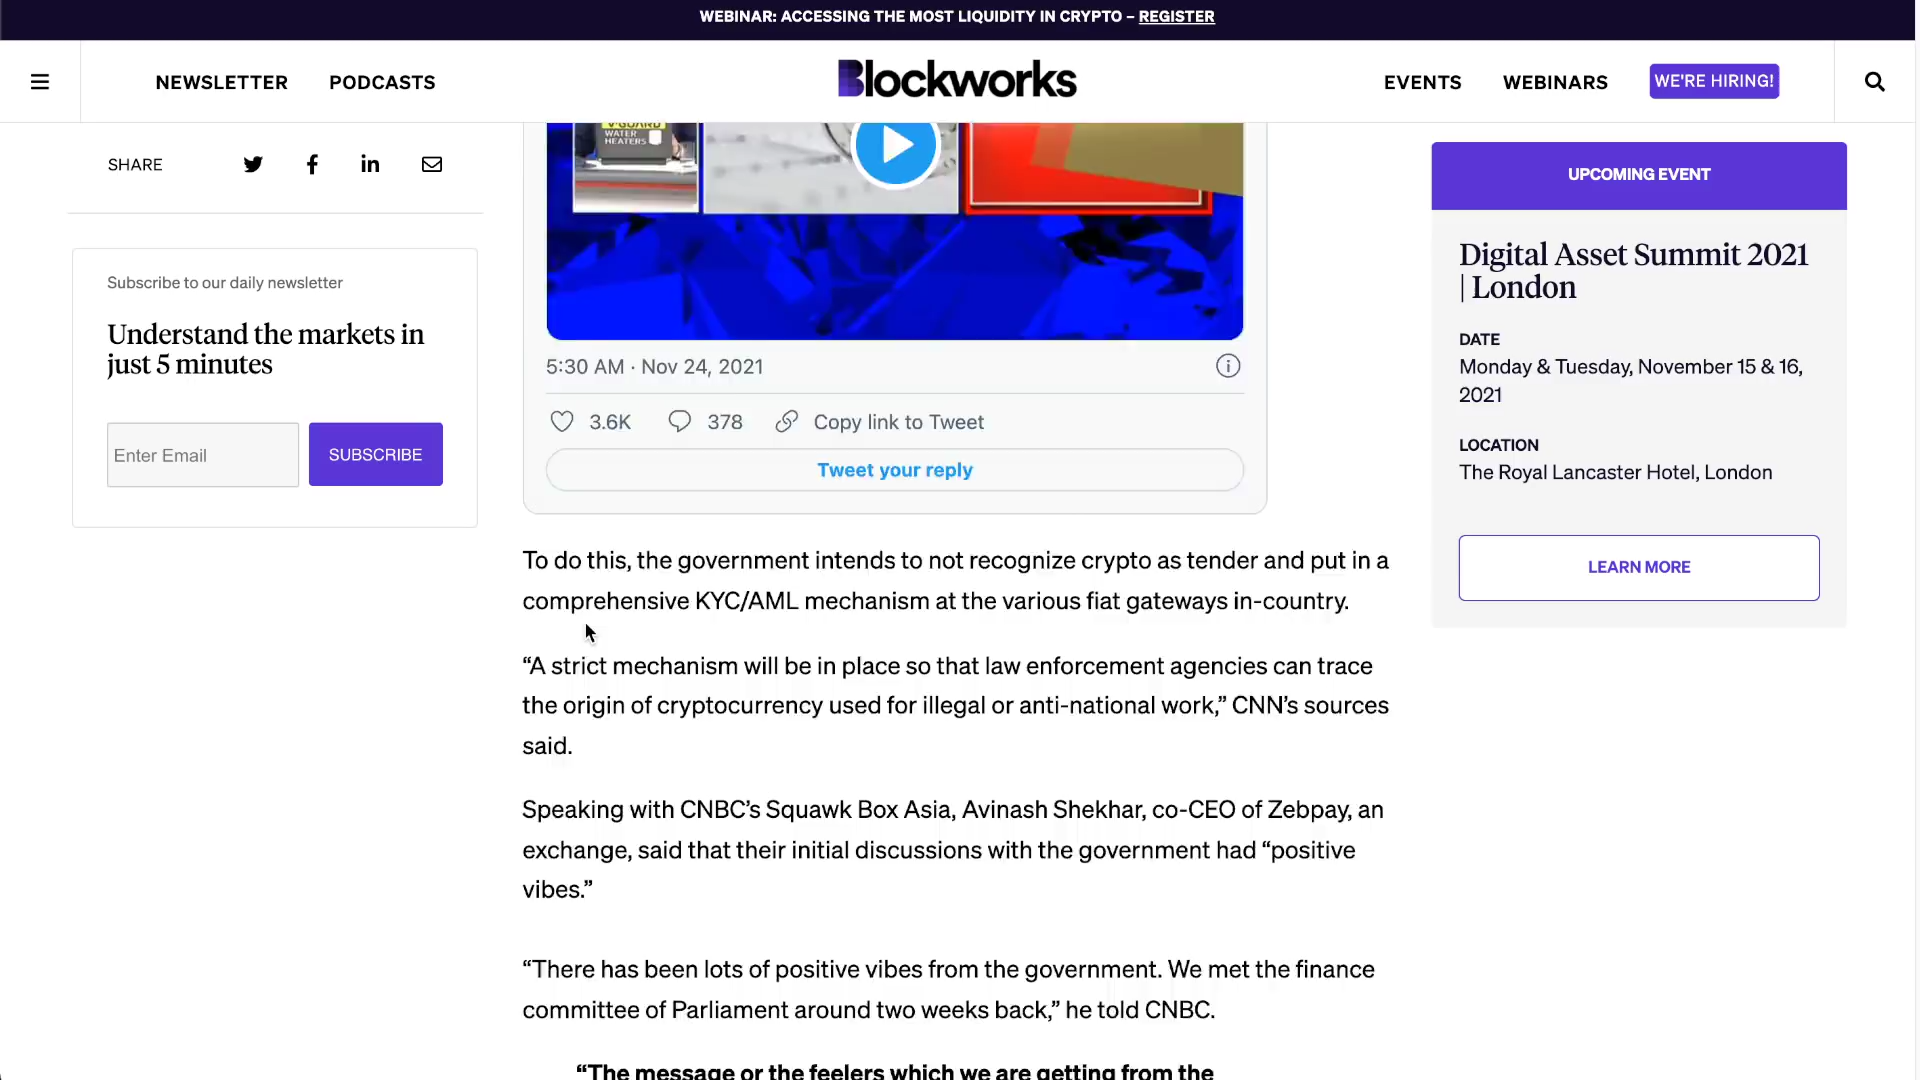 WEBINAR: ACCESSING THE MOST LIQUIDITY IN CRYPTO – REGISTER
NEWSLETTER
PODCASTS
Blockworks
EVENTS
WEBINARS
WE'RE HIRING!
SHARE
Subscribe to our daily newsletter
Understand the markets in
just 5 minutes
Enter Email
SUBSCRIBE
V-GUARD
WATER
HEATERS
5:30 AM · Nov 24, 2021
3.6K
378
Copy link to Tweet
Tweet your reply
To do this, the government intends to not recognize crypto as tender and put in a
comprehensive KYC/AML mechanism at the various fiat gateways in-country.
“A strict mechanism will be in place so that law enforcement agencies can trace
the origin of cryptocurrency used for illegal or anti-national work,” CNN’s sources
said.
Speaking with CNBC’s Squawk Box Asia, Avinash Shekhar, co-CEO of Zebpay, an
exchange, said that their initial discussions with the government had “positive
vibes.”
“There has been lots of positive vibes from the government. We met the finance
committee of Parliament around two weeks back,” he told CNBC.
“The message or the feelers which we are getting from the
UPCOMING EVENT
Digital Asset Summit 2021
| London
DATE
Monday & Tuesday, November 15 & 16,
2021
LOCATION
The Royal Lancaster Hotel, London
LEARN MORE